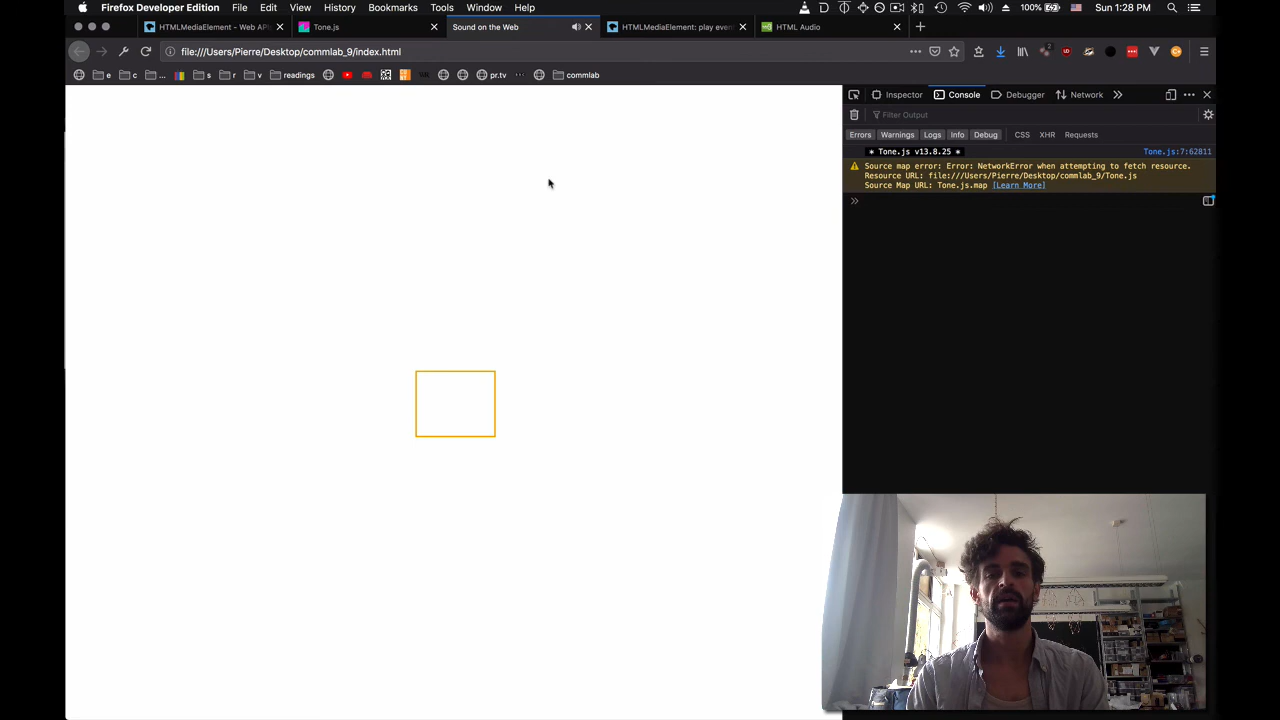 Firefox Developer Edition File Edit View History Bookmarks Tools Window Help 100% Sun 1:28 PM
HTMLMediaElement - Web API Tone.js Sound on the Web HTMLMediaElement: play even HTML Audio
file:///Users/Pierre/Desktop/commlab_9/index.html
e c ... s r v readings pr.tv commlab
Inspector Console Debugger Network
Filter Output
Errors Warnings Logs Info Debug CSS XHR Requests
* Tone.js v13.8.25 * Tone.js:7:62811
Source map error: Error: NetworkError when attempting to fetch resource.
Resource URL: file:///Users/Pierre/Desktop/commlab_9/Tone.js
Source Map URL: Tone.js.map [Learn More]